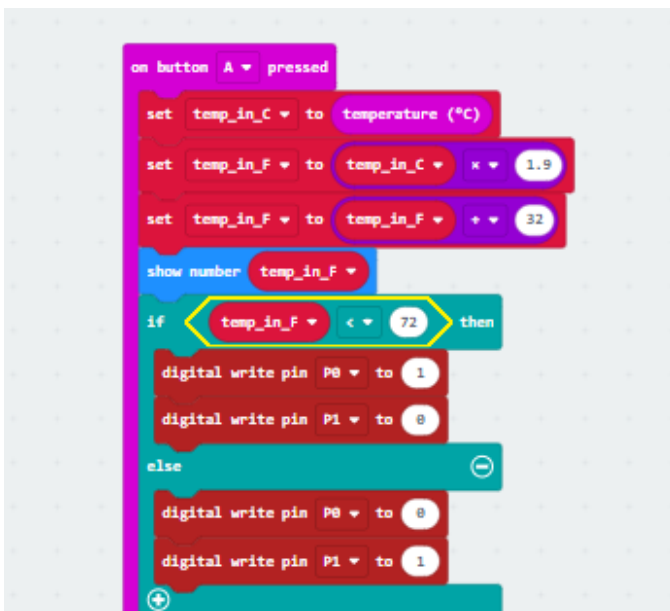 on button A ▾ pressed
set temp_in_C ▾ to temperature (°C)
set temp_in_F ▾ to temp_in_C ▾ × ▾ 1.9
set temp_in_F ▾ to temp_in_F ▾ + ▾ 32
show number temp_in_F ▾
if temp_in_F ▾ < ▾ 72 then
digital write pin P0 ▾ to 1
digital write pin P1 ▾ to 0
else
digital write pin P0 ▾ to 0
digital write pin P1 ▾ to 1